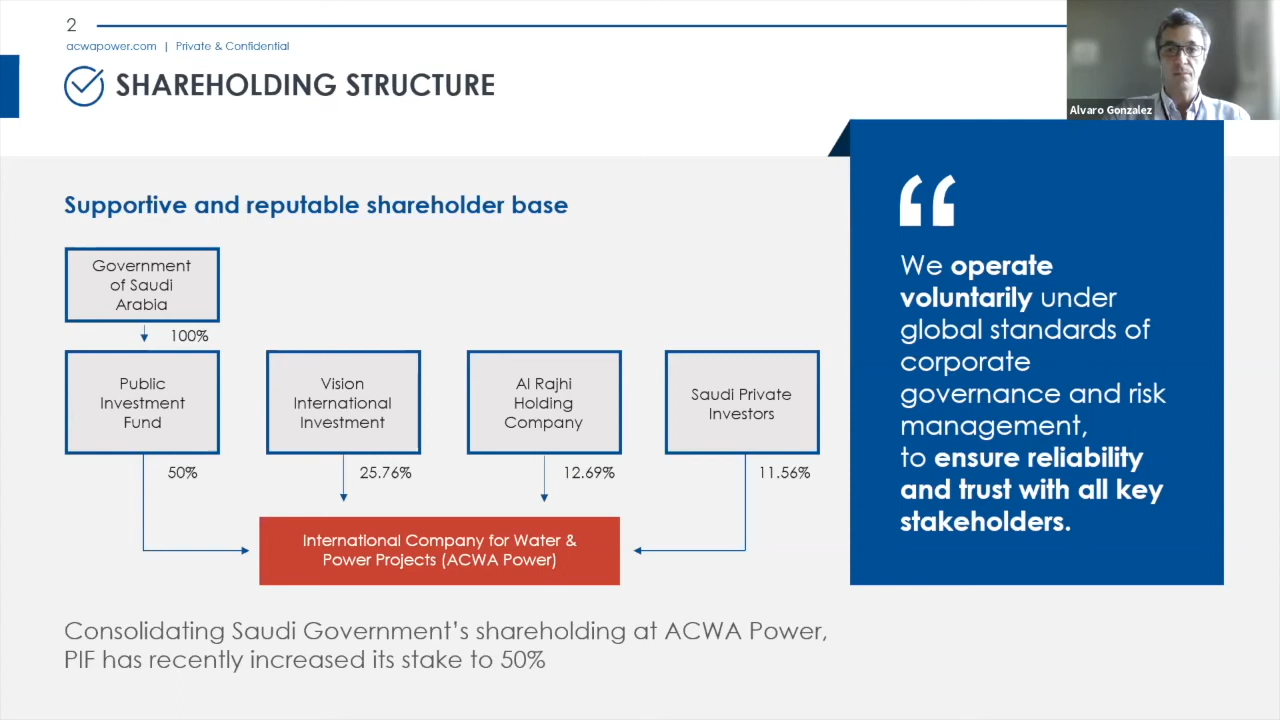 2
acwapower.com | Private & Confidential
SHAREHOLDING STRUCTURE
Alvaro Gonzalez
Supportive and reputable shareholder base
Government
of Saudi
Arabia
100%
Public
Investment
Fund
50%
Vision
International
Investment
25.76%
Al Rajhi
Holding
Company
12.69%
Saudi Private
Investors
11.56%
International Company for Water &
Power Projects (ACWA Power)
Consolidating Saudi Government’s shareholding at ACWA Power,
PIF has recently increased its stake to 50%
“
We operate
voluntarily under
global standards of
corporate
governance and risk
management,
to ensure reliability
and trust with all key
stakeholders.